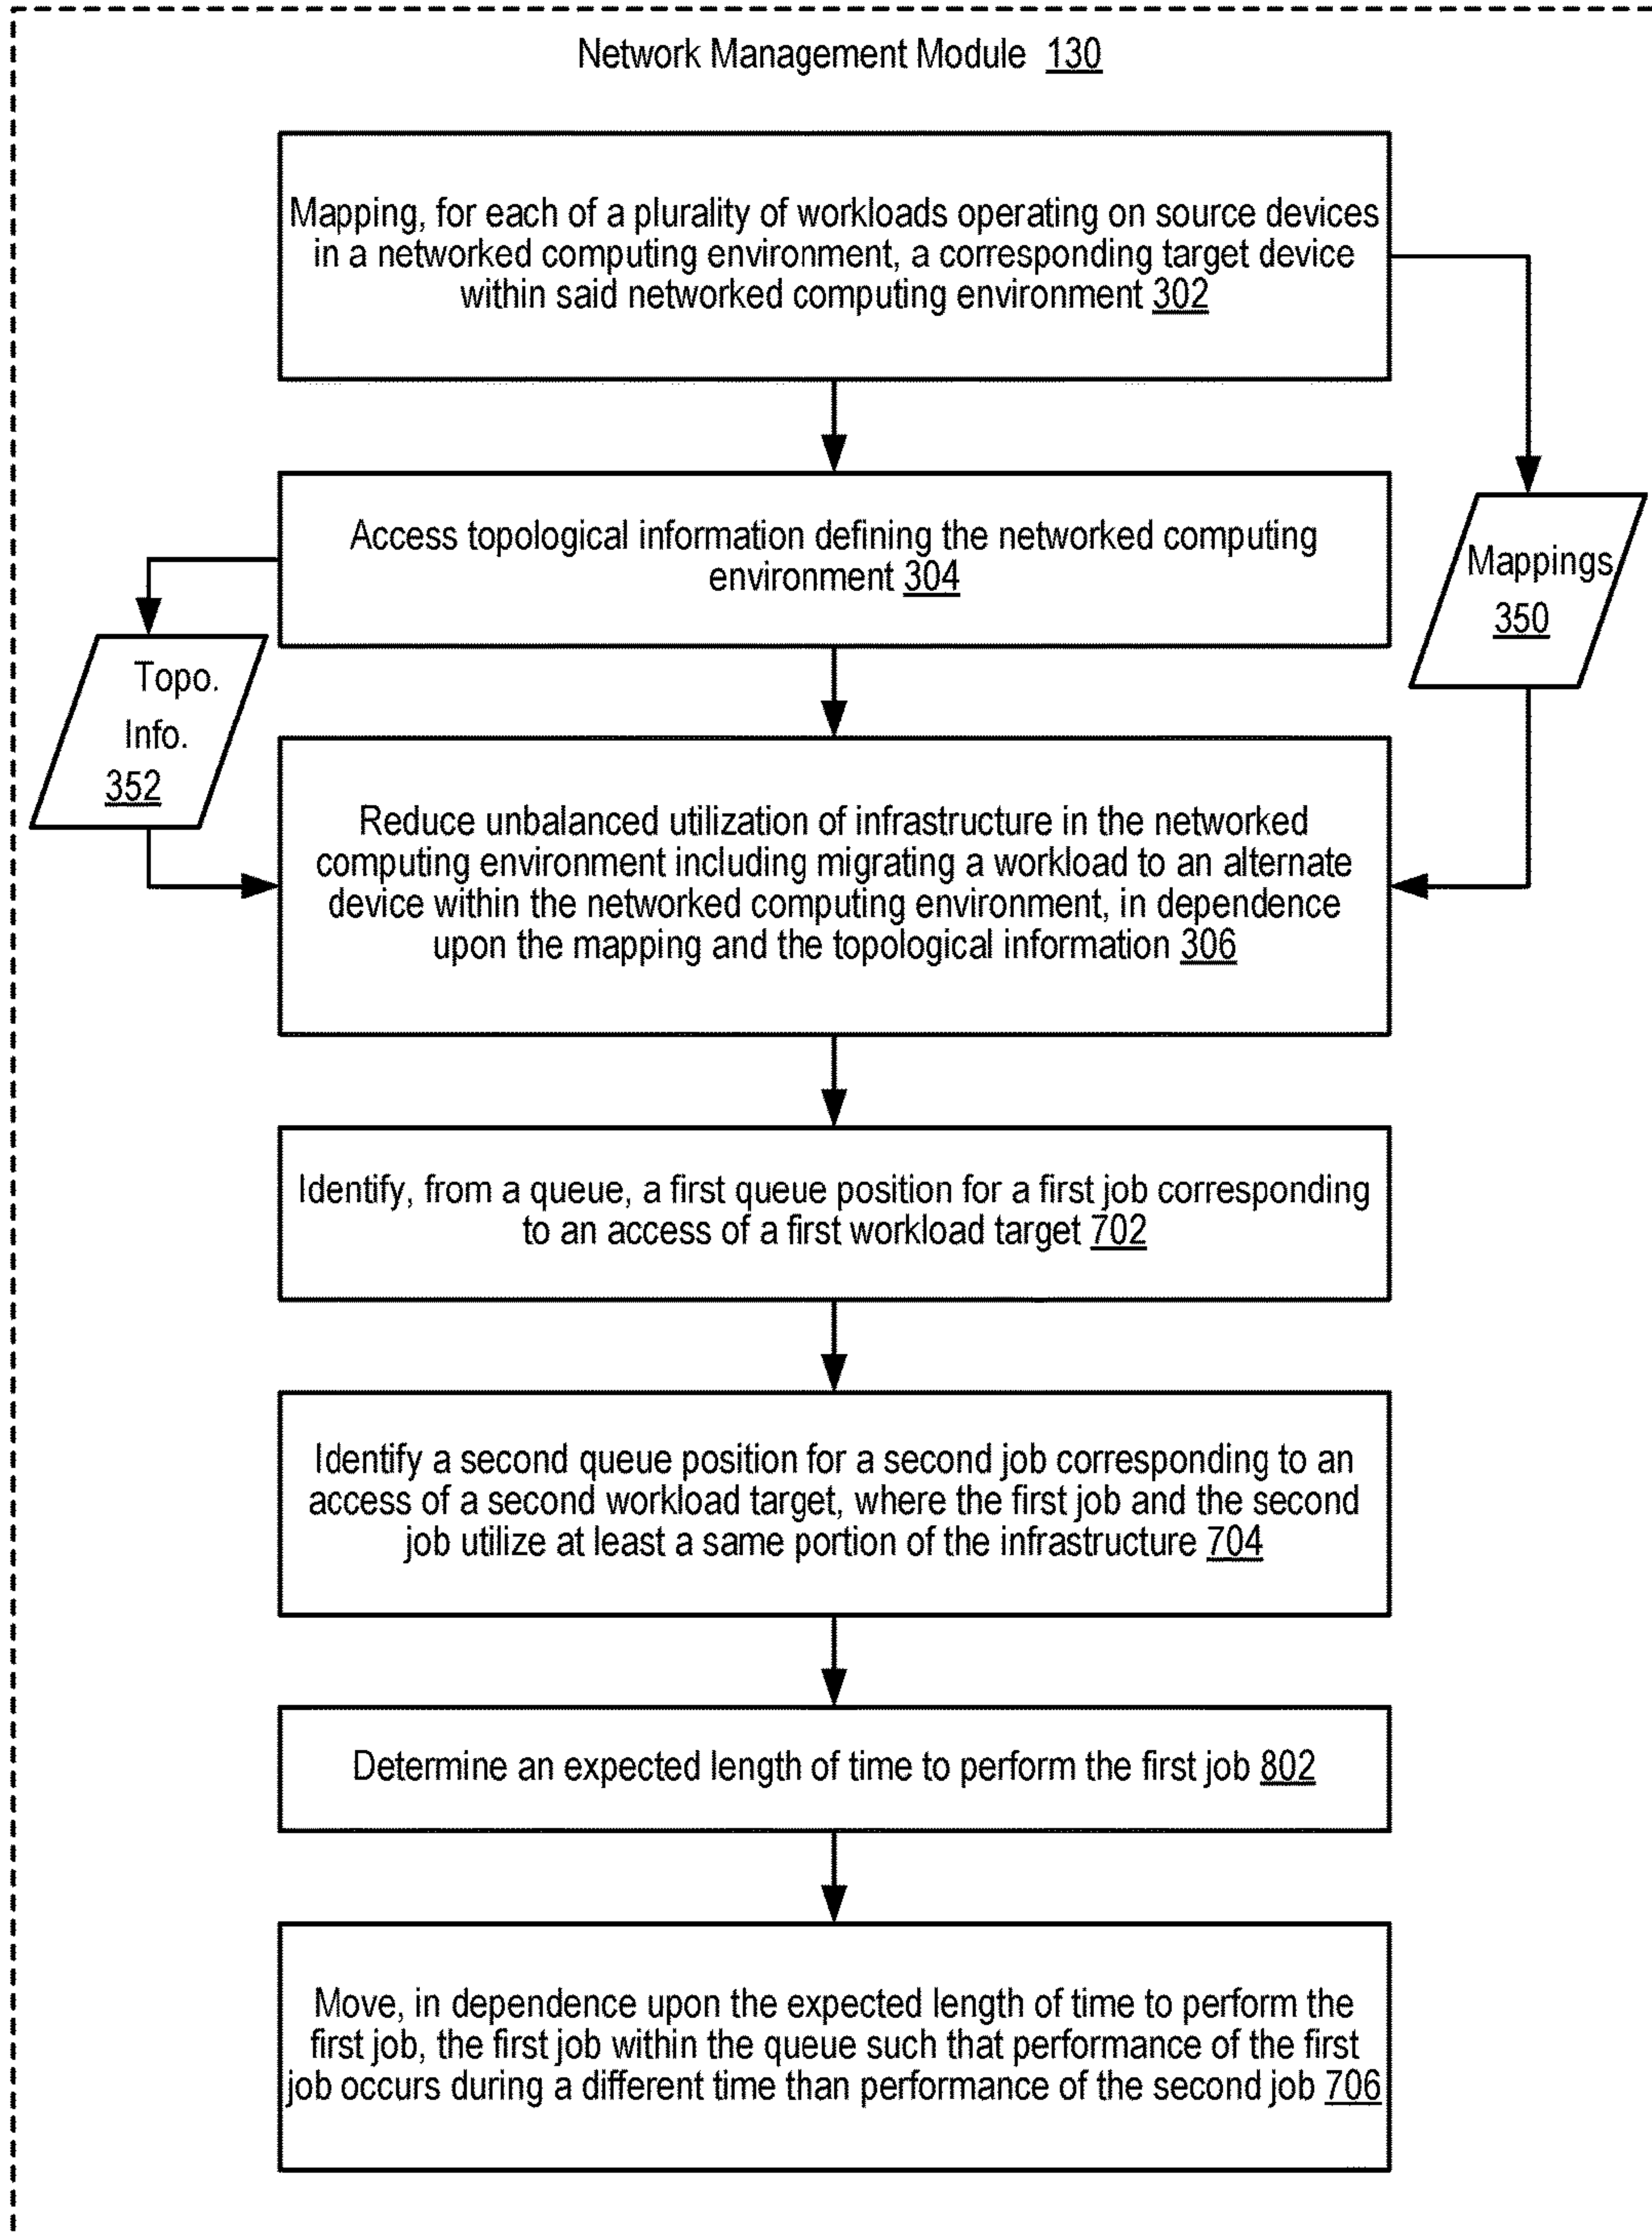 Network Management Module 130
Mapping, for each of a plurality of workloads operating on source devices
in a networked computing environment, a corresponding target device
within said networked computing environment 302
Access topological information defining the networked computing
environment 304
Mappings
350
Topo.
Info.
352
Reduce unbalanced utilization of infrastructure in the networked
computing environment including migrating a workload to an alternate
device within the networked computing environment, in dependence
upon the mapping and the topological information 306
Identify, from a queue, a first queue position for a first job corresponding
to an access of a first workload target 702
Identify a second queue position for a second job corresponding to an
access of a second workload target, where the first job and the second
job utilize at least a same portion of the infrastructure 704
Determine an expected length of time to perform the first job 802
Move, in dependence upon the expected length of time to perform the
first job, the first job within the queue such that performance of the first
job occurs during a different time than performance of the second job 706